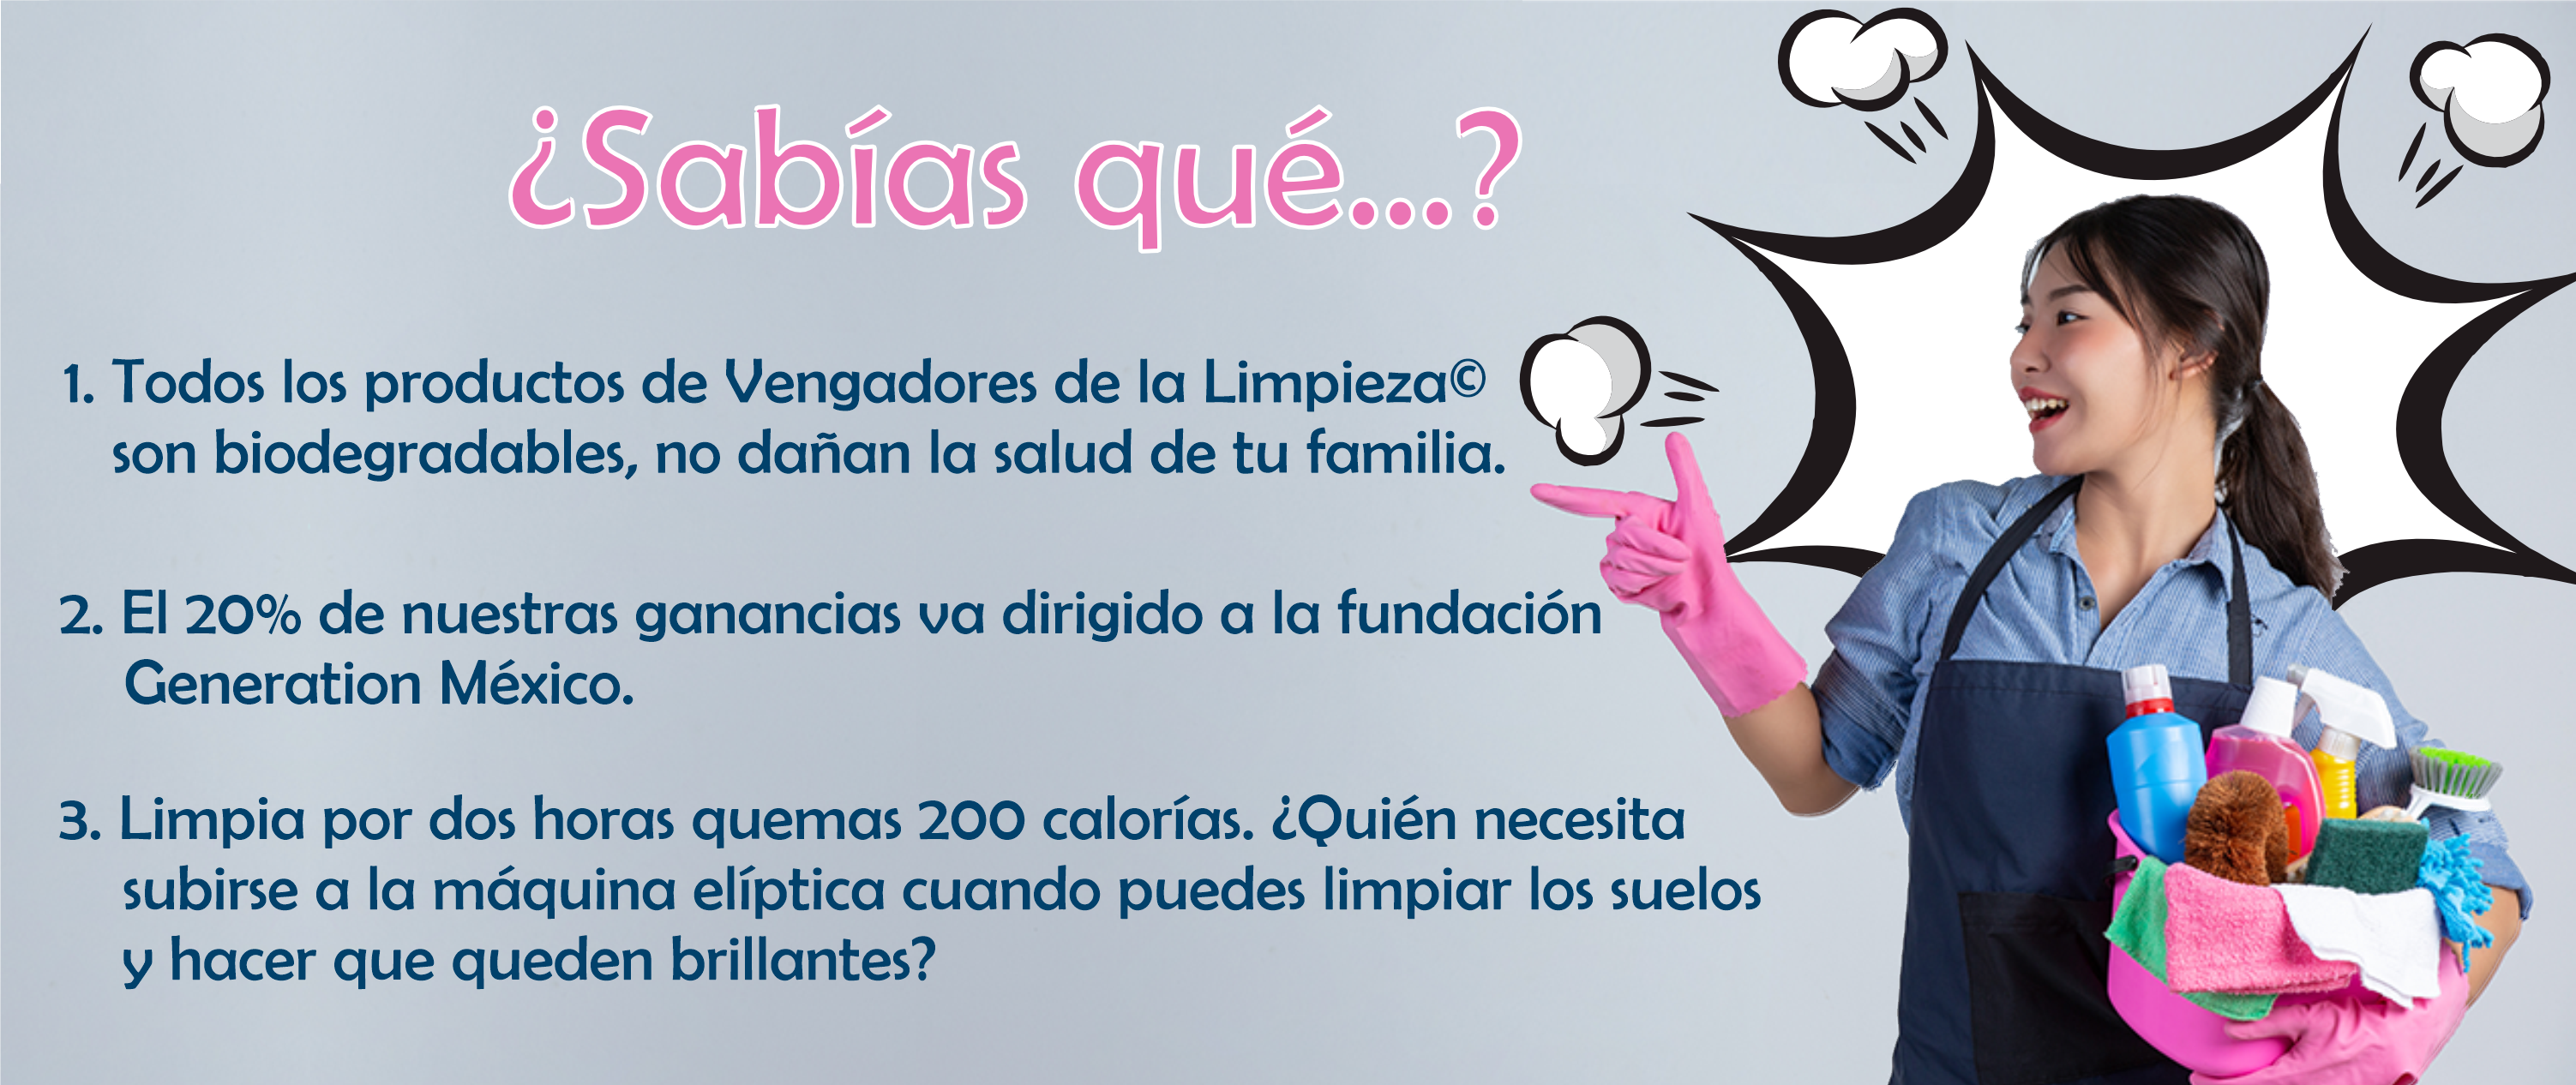 ¿Sabías qué...?
1. Todos los productos de Vengadores de la Limpieza©
son biodegradables, no dañan la salud de tu familia.
2. El 20% de nuestras ganancias va dirigido a la fundación
Generation México.
3. Limpia por dos horas quemas 200 calorías. ¿Quién necesita
subirse a la máquina elíptica cuando puedes limpiar los suelos
y hacer que queden brillantes?